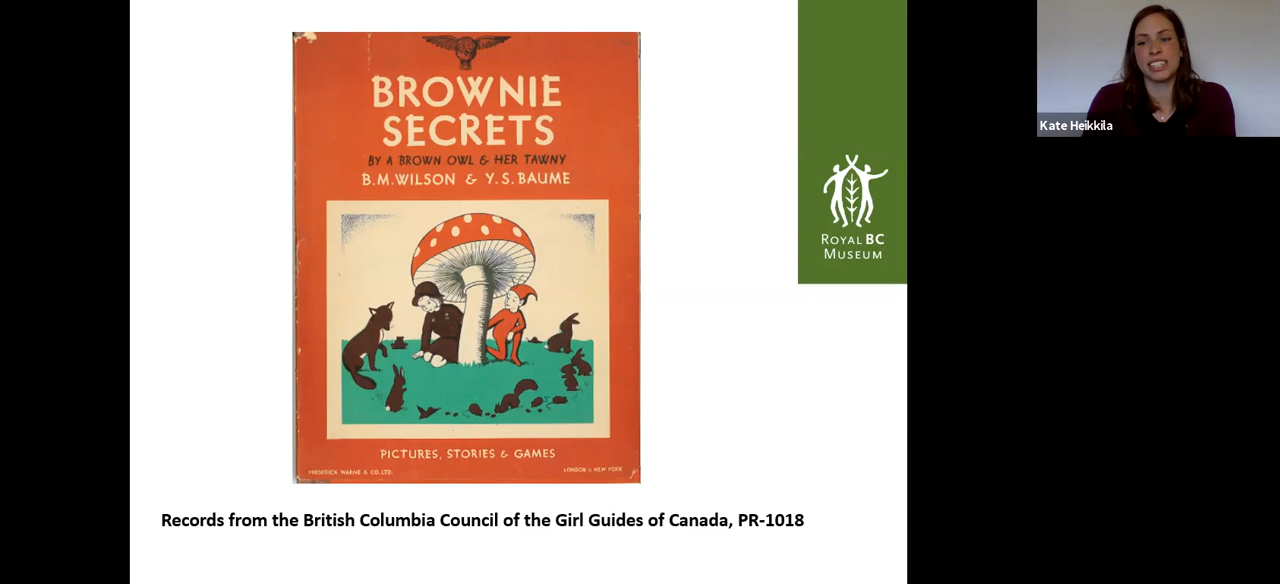 BROWNIE
SECRETS
BY A BROWN OWL & HER TAWNY
B.M.WILSON & Y.S.BAUME
PICTURES, STORIES & GAMES
FREDERICK WARNE & CO.LTD.
LONDON & NEW YORK
Records from the British Columbia Council of the Girl Guides of Canada, PR-1018
ROYAL BC
MUSEUM
Kate Heikkila